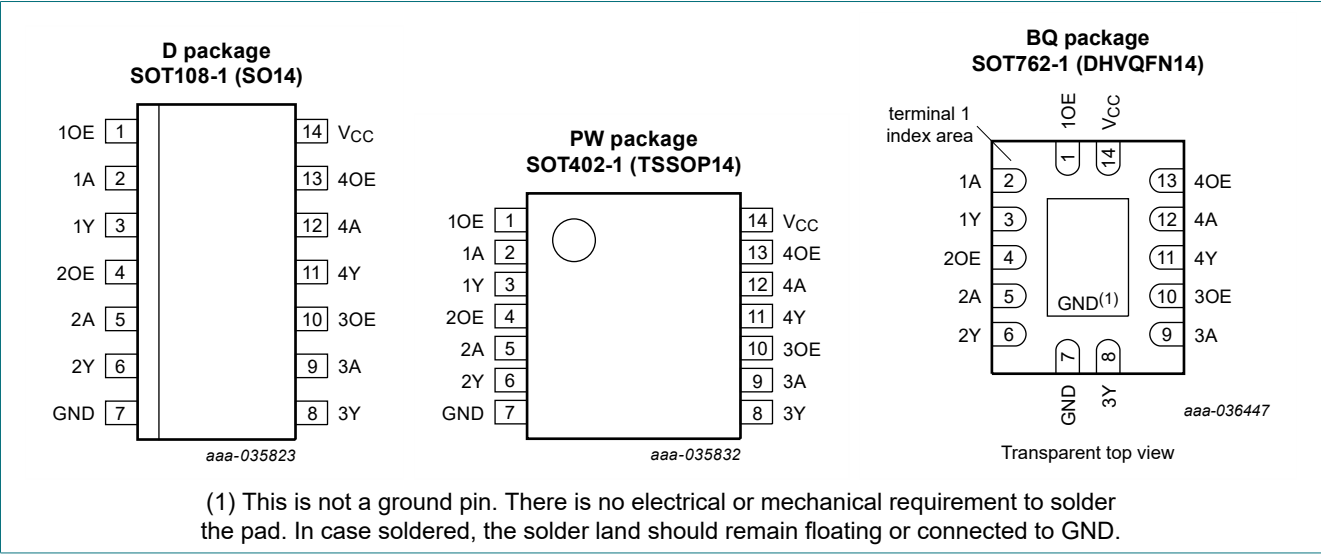 D package
SOT108-1 (SO14)
1OE 1
14 VCC
1A 2
13 4OE
1Y 3
12 4A
2OE 4
11 4Y
2A 5
10 3OE
2Y 6
9 3A
GND 7
8 3Y
aaa-035823
PW package
SOT402-1 (TSSOP14)
1OE 1
14 VCC
1A 2
13 4OE
1Y 3
12 4A
2OE 4
11 4Y
2A 5
10 3OE
2Y 6
9 3A
GND 7
8 3Y
aaa-035832
BQ package
SOT762-1 (DHVQFN14)
terminal 1
index area
1OE
VCC
1
14
1A 2
13 4OE
1Y 3
12 4A
2OE 4
11 4Y
2A 5
10 3OE
GND(1)
2Y 6
9 3A
7
8
GND
3Y
aaa-036447
Transparent top view
(1) This is not a ground pin. There is no electrical or mechanical requirement to solder
the pad. In case soldered, the solder land should remain floating or connected to GND.